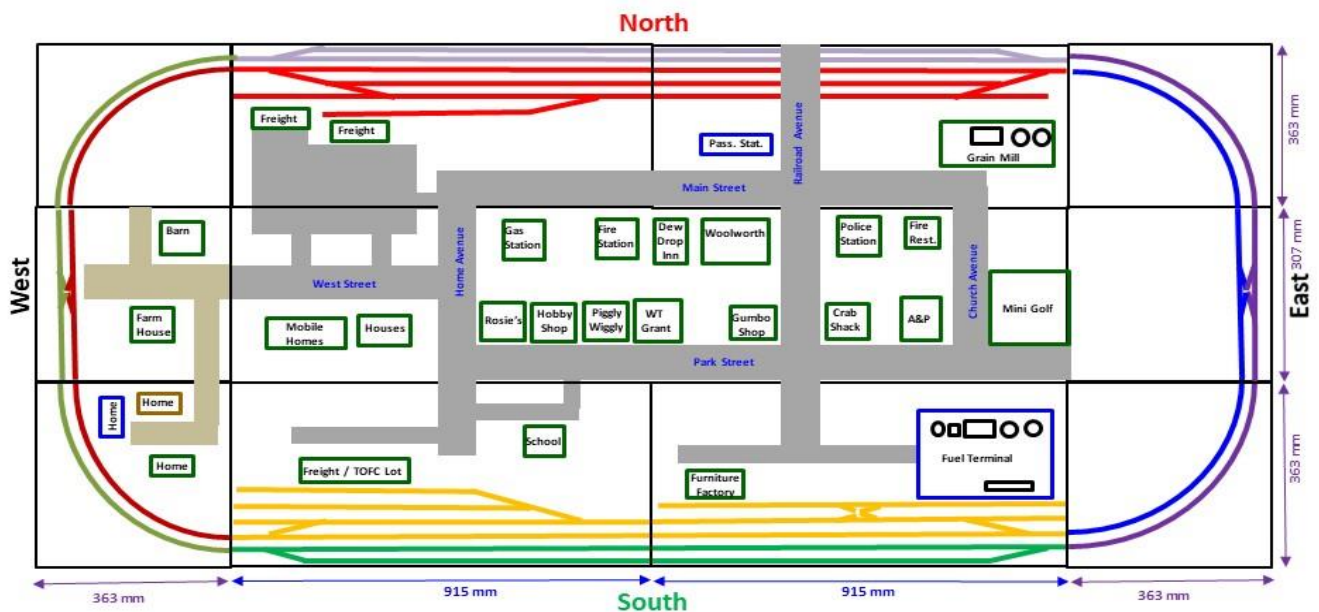 North
Freight
Freight
Pass. Stat.
Railroad Avenue
Grain Mill
363 mm
Main Street
Barn
Gas
Station
Fire
Station
Dew
Drop
Inn
Woolworth
Police
Station
Fire
Rest.
Home Avenue
West Street
Church Avenue
Mini Golf
West
East
307 mm
Farm
House
Mobile
Homes
Houses
Rosie's
Hobby
Shop
Piggly
Wiggly
WT
Grant
Gumbo
Shop
Crab
Shack
A&P
Park Street
Home
Home
Home
School
Freight / TOFC Lot
Furniture
Factory
Fuel Terminal
363 mm
363 mm
915 mm
South
915 mm
363 mm